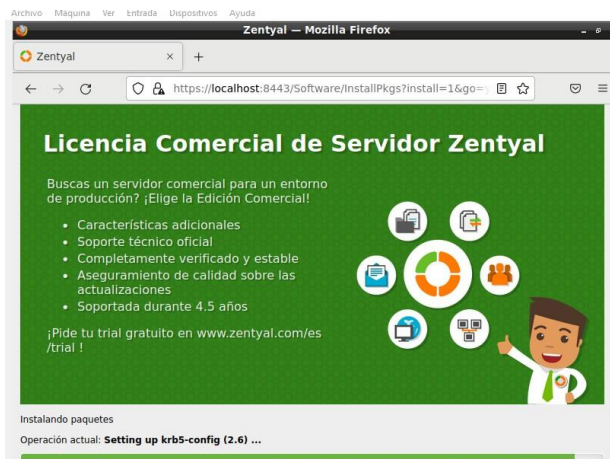 Archivo Máquina Ver Entrada Dispositivos Ayuda
Zentyal — Mozilla Firefox
Zentyal
https://localhost:8443/Software/InstallPkgs?install=1&go=
Licencia Comercial de Servidor Zentyal
Buscas un servidor comercial para un entorno
de producción? ¡Elige la Edición Comercial!
• Características adicionales
• Soporte técnico oficial
• Completamente verificado y estable
• Aseguramiento de calidad sobre las
actualizaciones
• Soportada durante 4.5 años
¡Pide tu trial gratuito en www.zentyal.com/es
/trial !
Instalando paquetes
Operación actual: Setting up krb5-config (2.6) ...